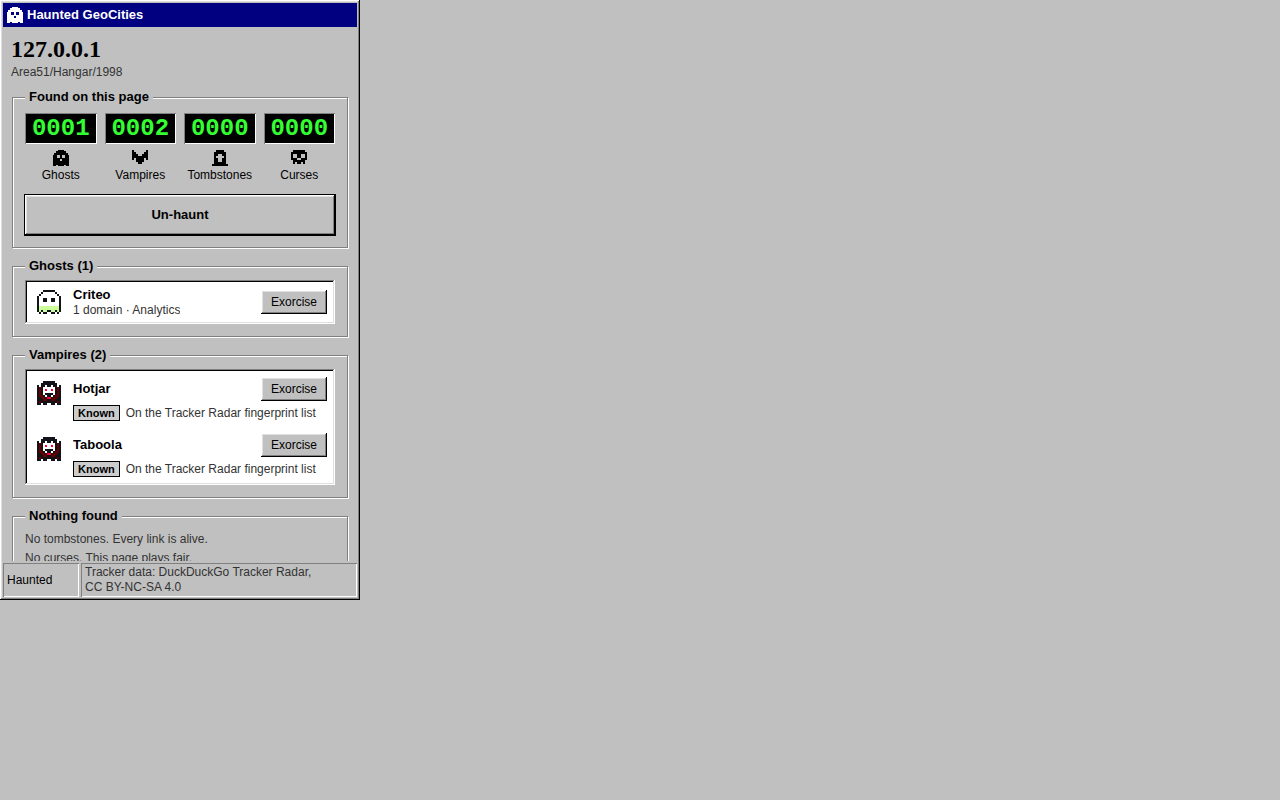 Haunted GeoCities
127.0.0.1
Area51/Hangar/1998
Found on this page
0001 0002 0000 0000
Ghosts Vampires Tombstones Curses
Un-haunt
Ghosts (1)
Criteo
1 domain · Analytics
Exorcise
Vampires (2)
Hotjar
Exorcise
Known On the Tracker Radar fingerprint list
Taboola
Exorcise
Known On the Tracker Radar fingerprint list
Nothing found
No tombstones. Every link is alive.
No curses. This page plays fair.
Haunted
Tracker data: DuckDuckGo Tracker Radar,
CC BY-NC-SA 4.0